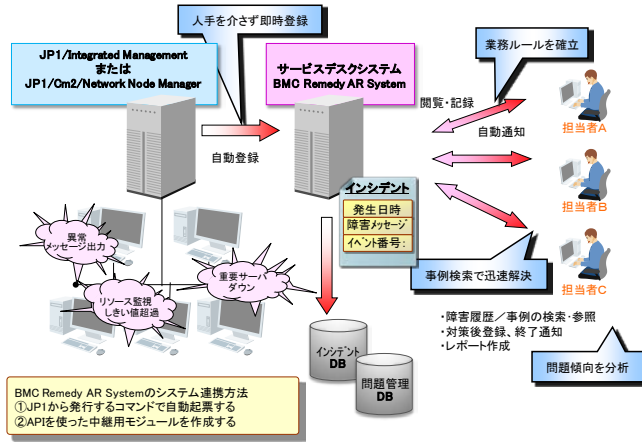 人手を介さず即時登録
JP1/Integrated Management
または
JP1/Cm2/Network Node Manager
サービスデスクシステム
BMC Remedy AR System
業務ルールを確立
閲覧・記録
自動通知
自動登録
担当者A
担当者B
担当者C
インシデント
発生日時
障害メッセージ
イベント番号:
異常
メッセージ出力
重要サーバ
ダウン
リソース監視
しきい値超過
事例検索で迅速解決
・障害履歴/事例の検索・参照
・対策後登録、終了通知
・レポート作成
インシデント
DB
問題管理
DB
問題傾向を分析
BMC Remedy AR Systemのシステム連携方法
①JP1から発行するコマンドで自動起票する
②APIを使った中継用モジュールを作成する